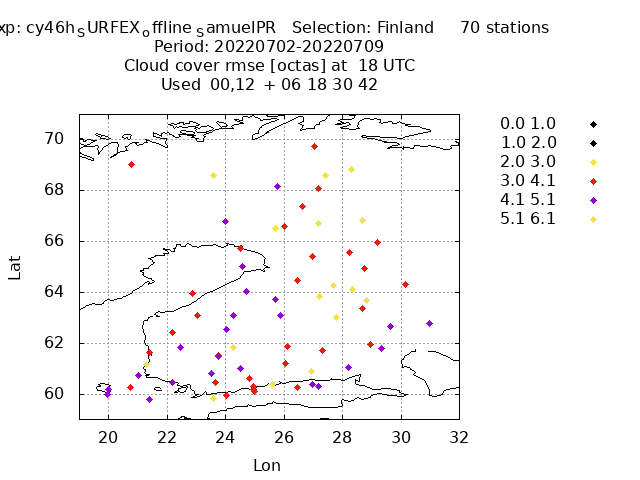 xp: cy46hSURFEXoffline SamuelPR   Selection: Finland     70 stations
Period: 20220702-20220709
Cloud cover rmse [octas] at  18 UTC
Used  00,12  + 06 18 30 42
70
68
66
64
62
60
20 22 24 26 28 30 32
Lat
Lon
0.0 1.0
1.0 2.0
2.0 3.0
3.0 4.1
4.1 5.1
5.1 6.1